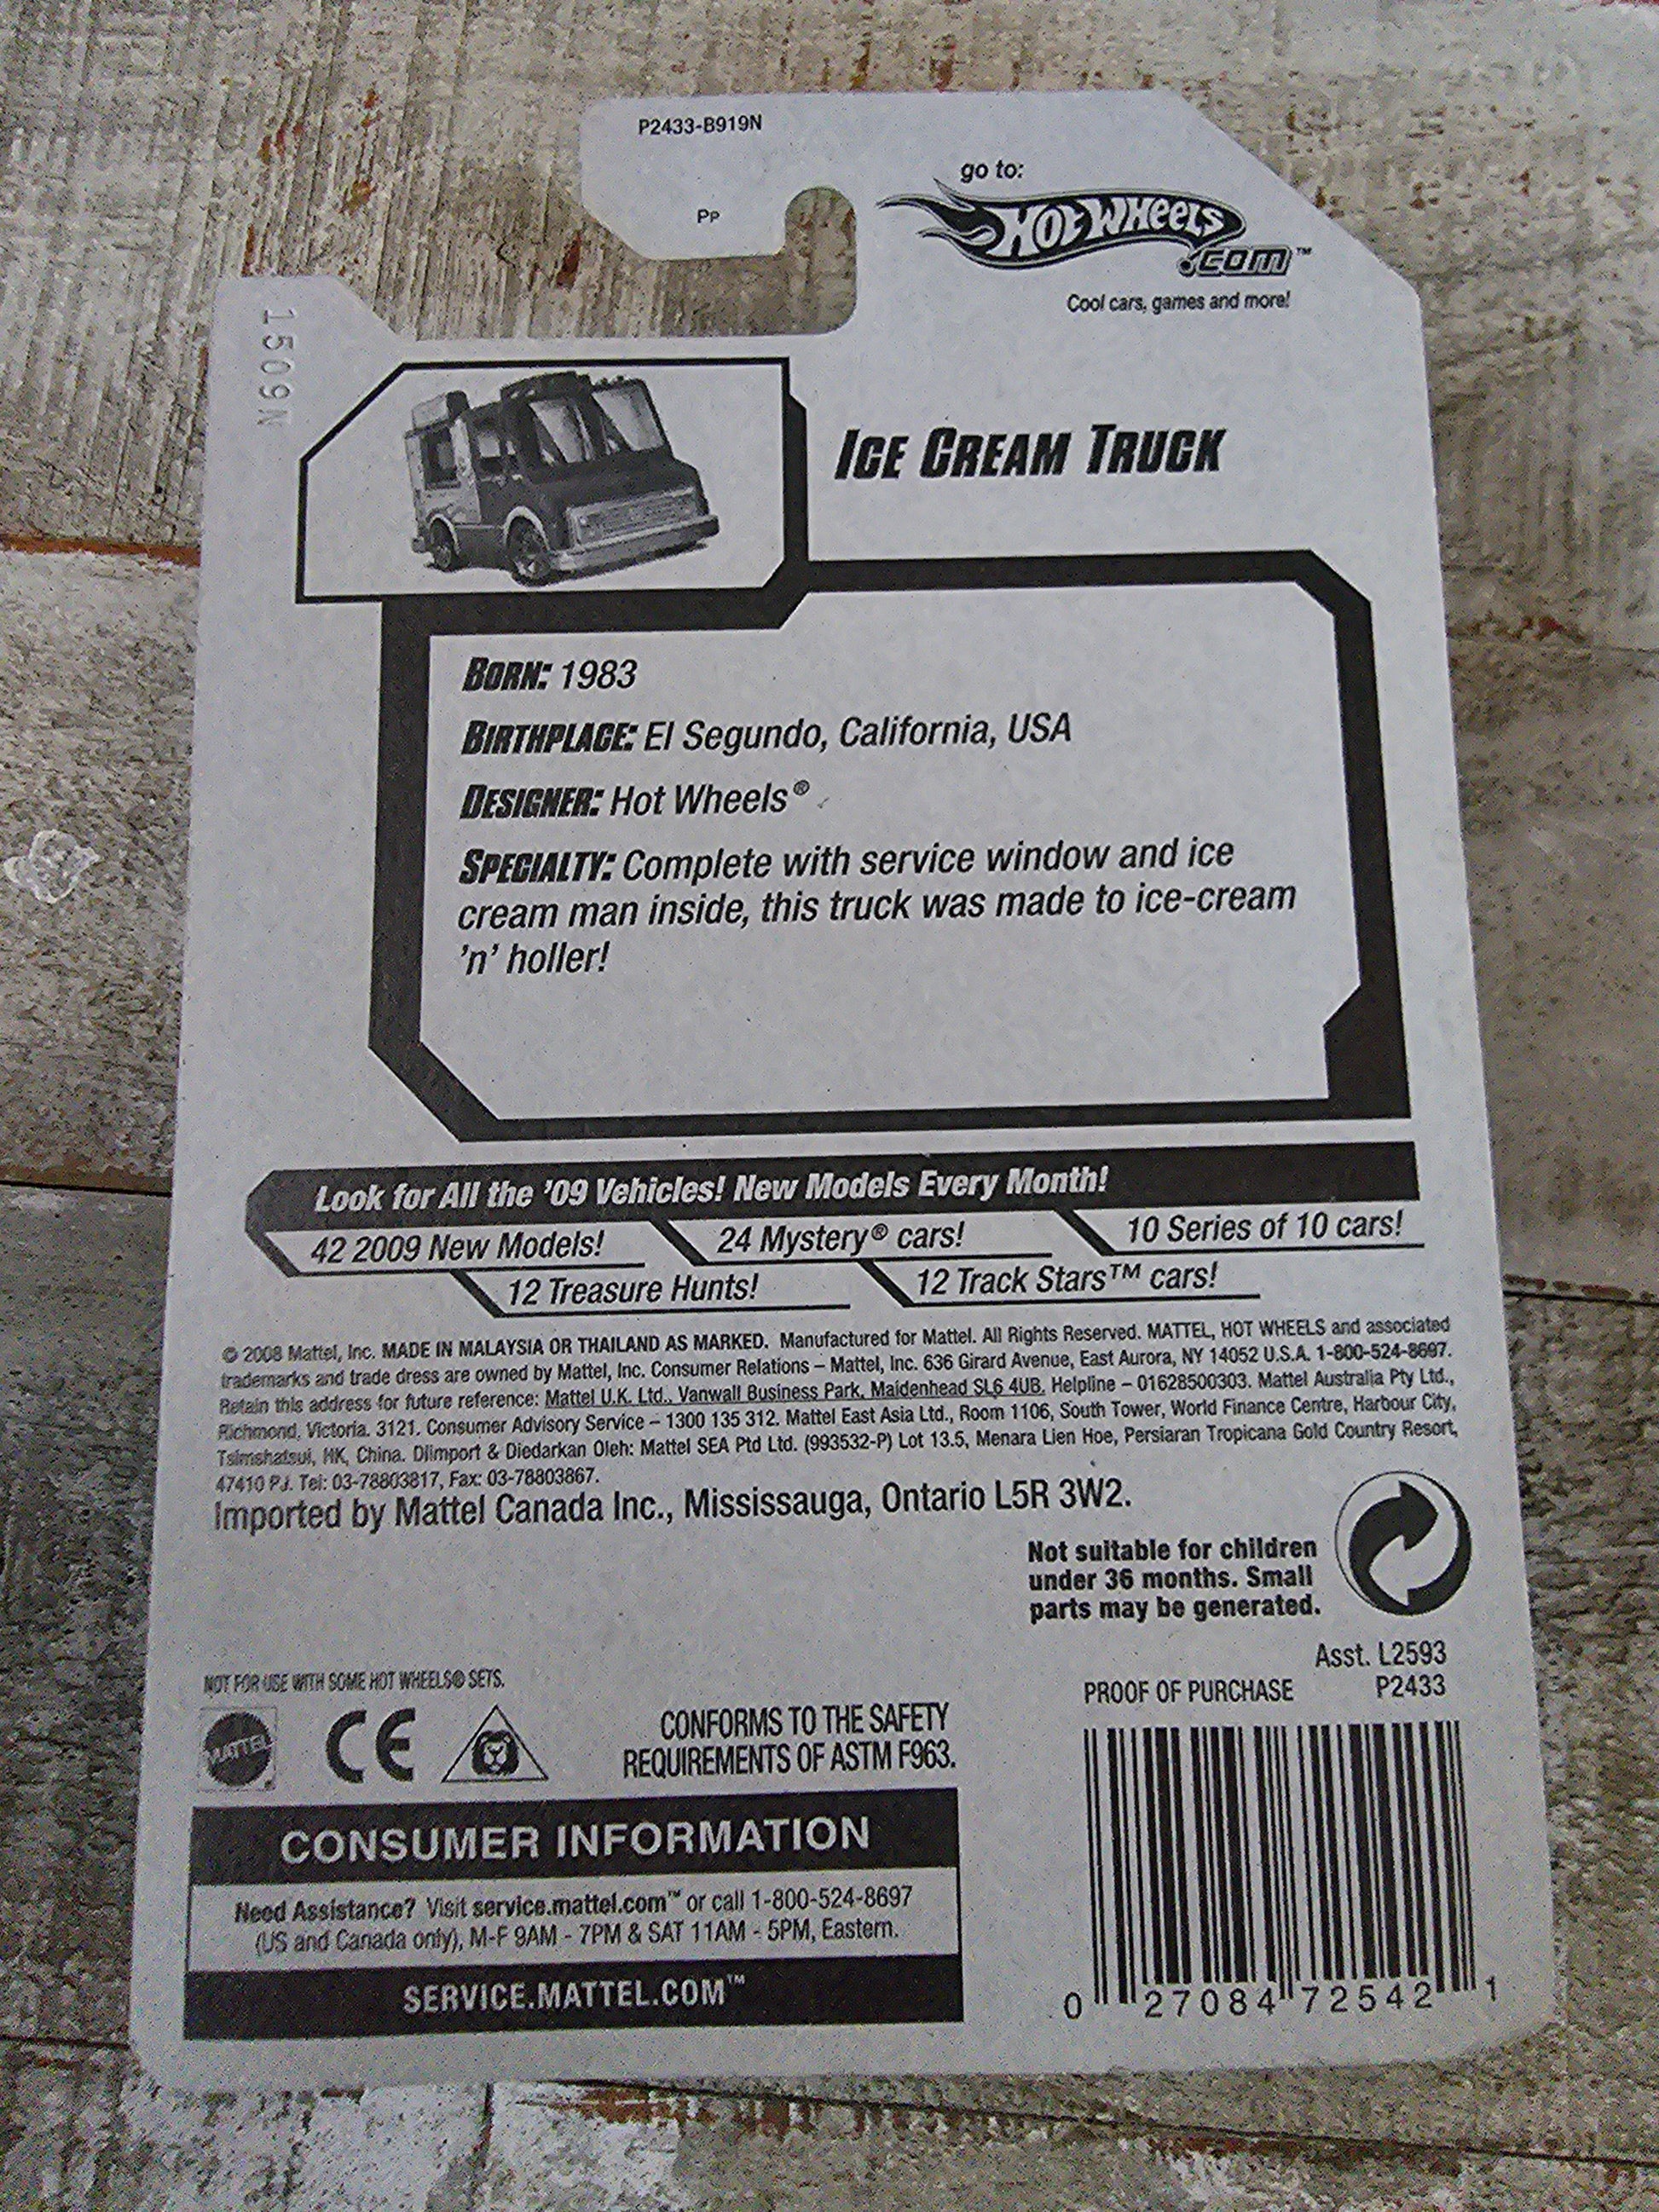 P2433-B919N
PP
go to:
HOT WHEELS
.COM™
Cool cars, games and more!
1509N
ICE CREAM TRUCK
BORN: 1983
BIRTHPLACE: El Segundo, California, USA
DESIGNER: Hot Wheels®
SPECIALTY: Complete with service window and ice
cream man inside, this truck was made to ice-cream
'n' holler!
Look for All the '09 Vehicles! New Models Every Month!
42 2009 New Models!
24 Mystery® cars!
10 Series of 10 cars!
12 Treasure Hunts!
12 Track Stars™ cars!
© 2008 Mattel, Inc. MADE IN MALAYSIA OR THAILAND AS MARKED. Manufactured for Mattel. All Rights Reserved. MATTEL, HOT WHEELS and associated
trademarks and trade dress are owned by Mattel, Inc. Consumer Relations – Mattel, Inc. 636 Girard Avenue, East Aurora, NY 14052 U.S.A. 1-800-524-8697.
Retain this address for future reference: Mattel U.K. Ltd., Vanwall Business Park, Maidenhead SL6 4UB. Helpline – 01628500303. Mattel Australia Pty Ltd.,
Richmond, Victoria. 3121. Consumer Advisory Service – 1300 135 312. Mattel East Asia Ltd., Room 1106, South Tower, World Finance Centre, Harbour City,
Tsimshatsui, HK, China. Diimport & Diedarkan Oleh: Mattel SEA Ptd Ltd. (993532-P) Lot 13.5, Menara Lien Hoe, Persiaran Tropicana Gold Country Resort,
47410 PJ. Tel: 03-78803817, Fax: 03-78803867.
Imported by Mattel Canada Inc., Mississauga, Ontario L5R 3W2.
Not suitable for children
under 36 months. Small
parts may be generated.
Asst. L2593
PROOF OF PURCHASE P2433
NOT FOR USE WITH SOME HOT WHEELS® SETS.
MATTEL
CE
CONFORMS TO THE SAFETY
REQUIREMENTS OF ASTM F963.
CONSUMER INFORMATION
Need Assistance? Visit service.mattel.com™ or call 1-800-524-8697
(US and Canada only), M-F 9AM - 7PM & SAT 11AM - 5PM, Eastern.
SERVICE.MATTEL.COM™
0 27084 72542 1